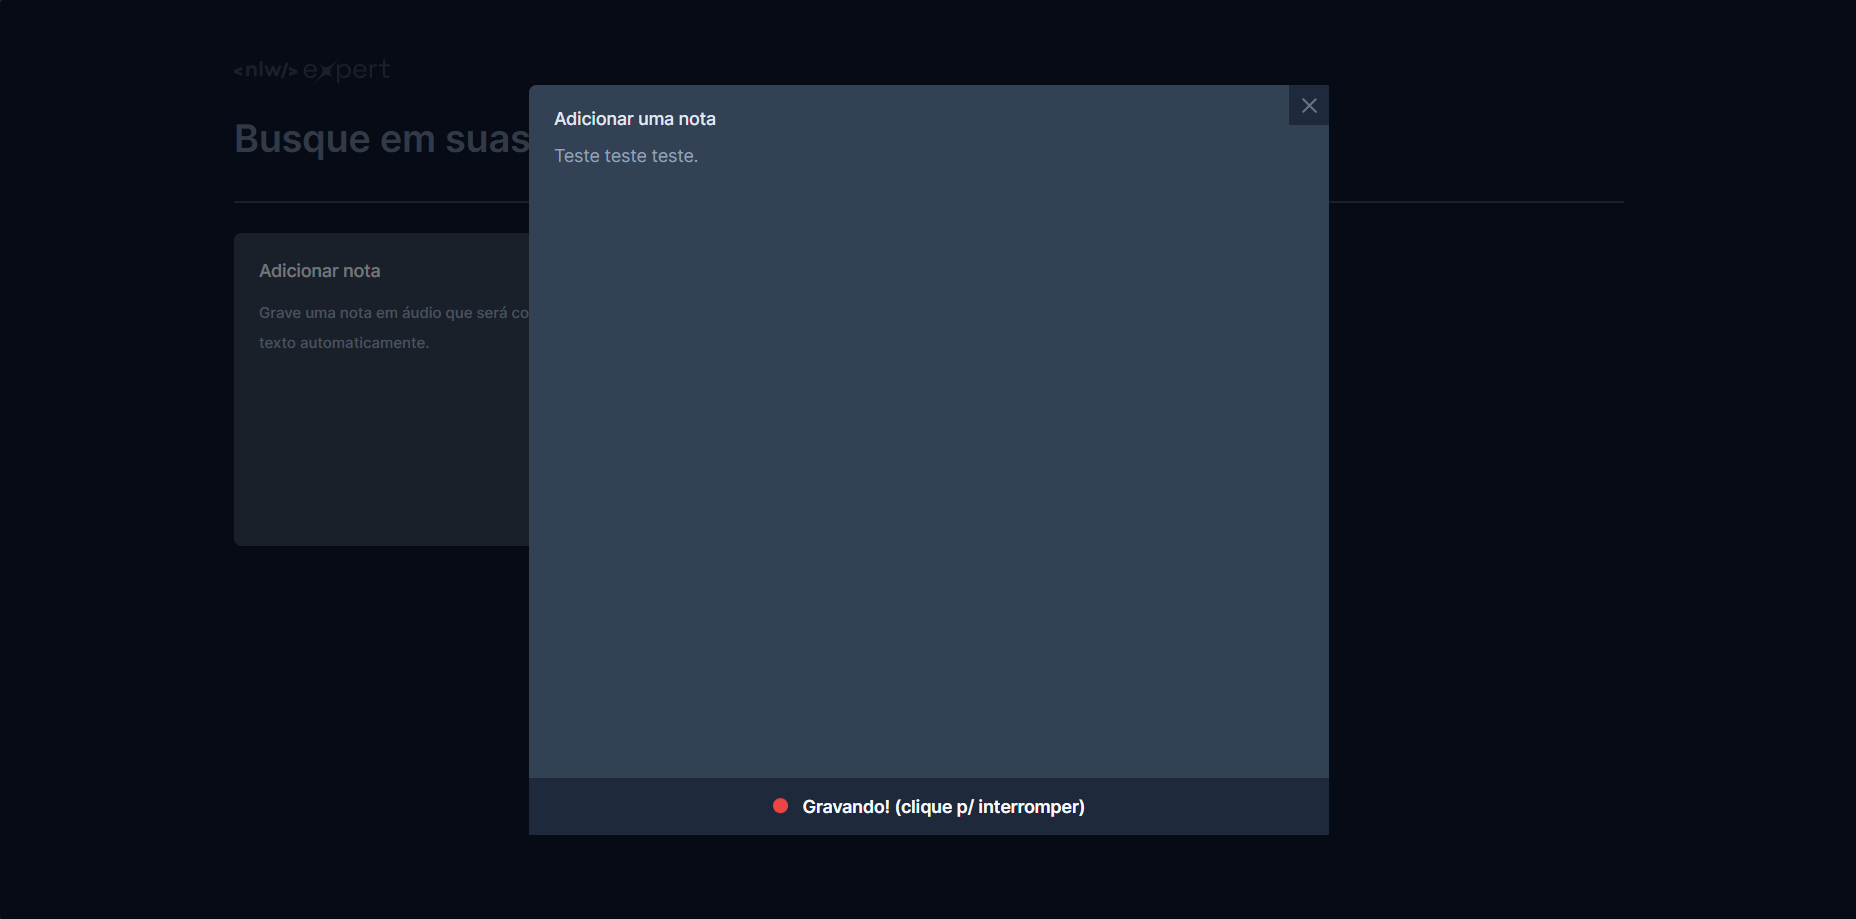 <nlw/> expert
Busque em suas
Adicionar nota
Grave uma nota em áudio que será co
texto automaticamente.
Adicionar uma nota
Teste teste teste.
Gravando! (clique p/ interromper)